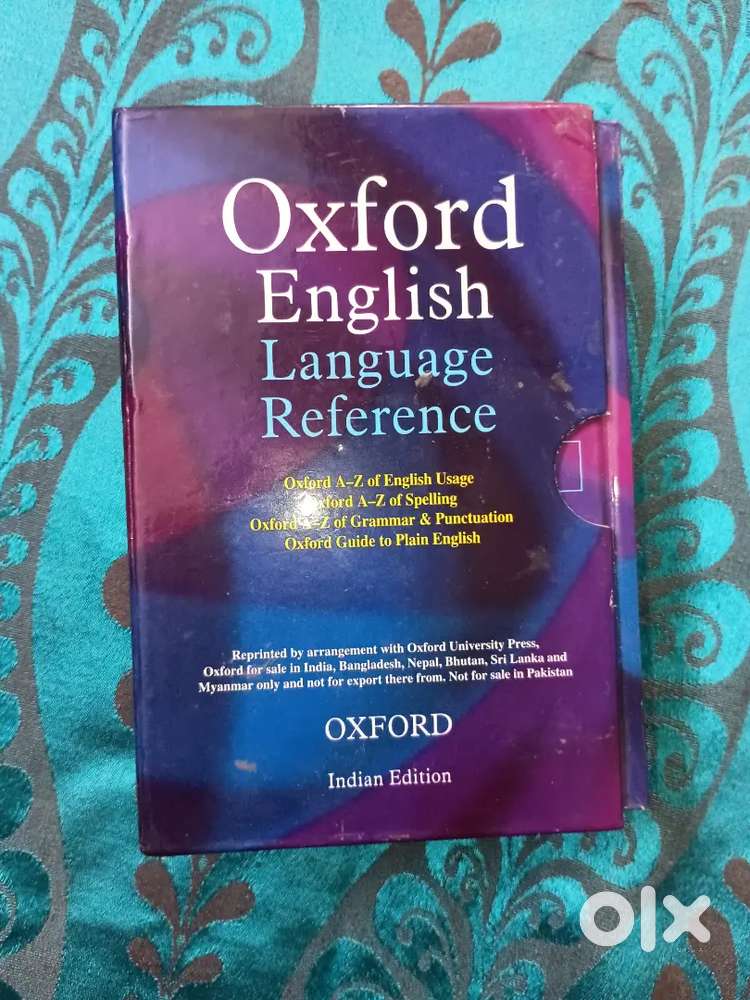 Oxford
English
Language
Reference
Oxford A–Z of English Usage
Oxford A–Z of Spelling
Oxford A–Z of Grammar & Punctuation
Oxford Guide to Plain English
Reprinted by arrangement with Oxford University Press,
Oxford for sale in India, Bangladesh, Nepal, Bhutan, Sri Lanka and
Myanmar only and not for export there from. Not for sale in Pakistan
OXFORD
Indian Edition
olx